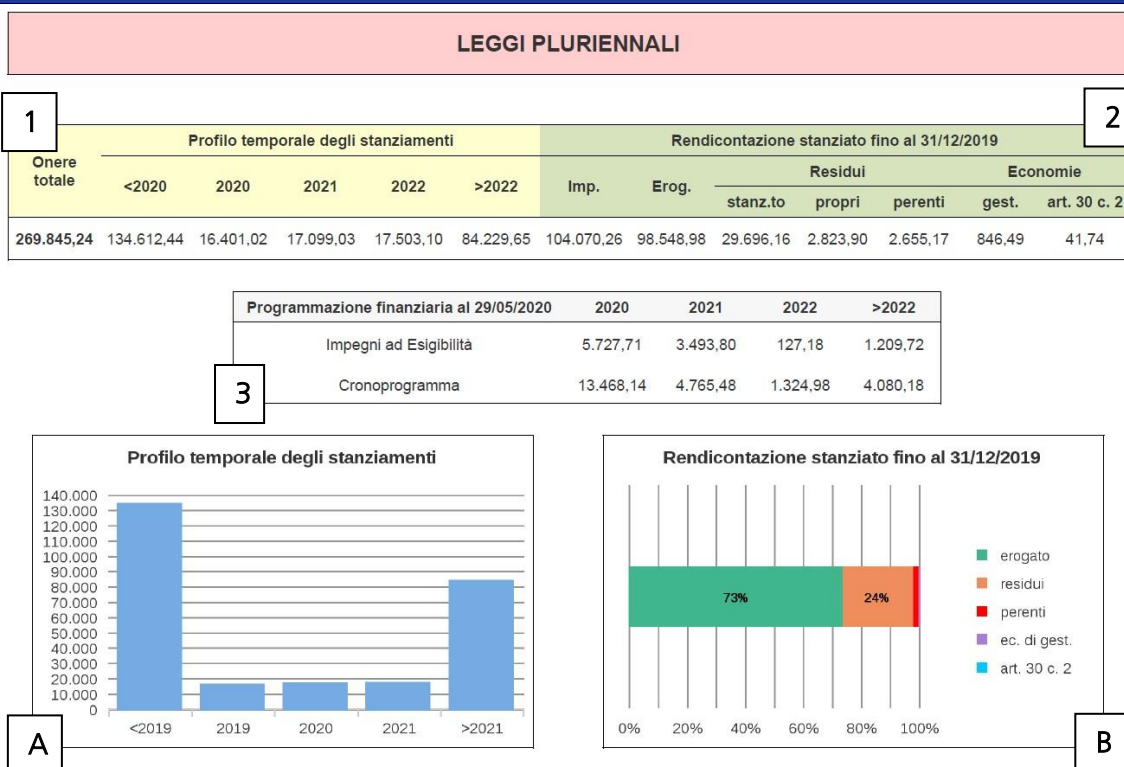 LEGGI PLURIENNALI
1
2
Onere totale
Profilo temporale degli stanziamenti
Rendicontazione stanziato fino al 31/12/2019
<2020 2020 2021 2022 >2022 Imp. Erog. Residui Economie
stanz.to propri perenti gest. art. 30 c. 2
269.845,24 134.612,44 16.401,02 17.099,03 17.503,10 84.229,65 104.070,26 98.548,98 29.696,16 2.823,90 2.655,17 846,49 41,74
Programmazione finanziaria al 29/05/2020 2020 2021 2022 >2022
Impegni ad Esigibilità 5.727,71 3.493,80 127,18 1.209,72
Cronoprogramma 13.468,14 4.765,48 1.324,98 4.080,18
3
Profilo temporale degli stanziamenti
140.000
130.000
120.000
110.000
100.000
90.000
80.000
70.000
60.000
50.000
40.000
30.000
20.000
10.000
0
<2019 2019 2020 2021 >2021
A
Rendicontazione stanziato fino al 31/12/2019
73% 24%
erogato
residui
perenti
ec. di gest.
art. 30 c. 2
0% 20% 40% 60% 80% 100%
B